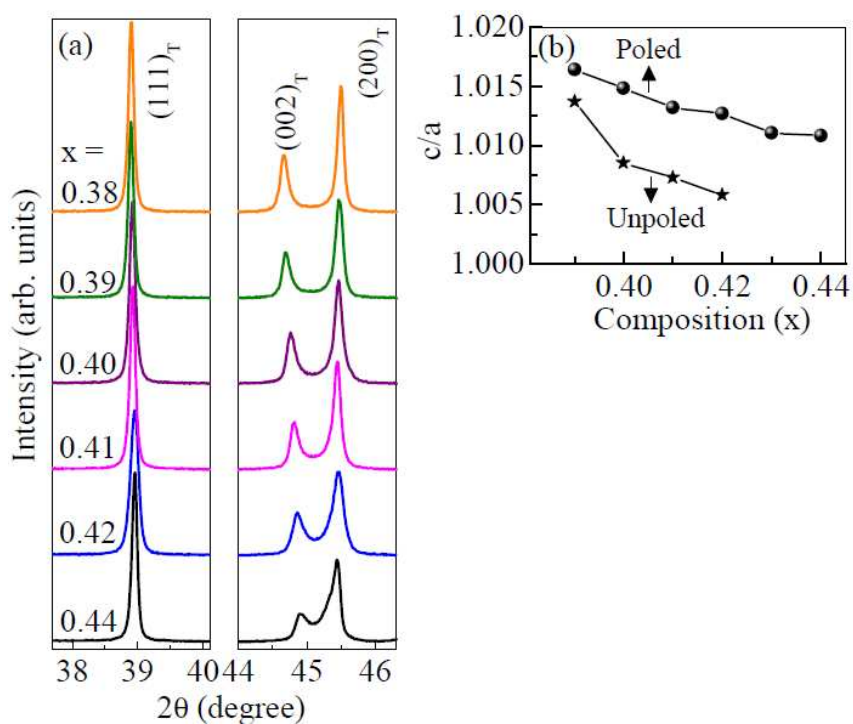 (a)
(111)T
(002)T
(200)T
x =
0.38
0.39
0.40
0.41
0.42
0.44
Intensity (arb. units)
38 39 40 44 45 46
2θ (degree)
(b)
Poled
Unpoled
c/a
1.020
1.015
1.010
1.005
1.000
0.40 0.42 0.44
Composition (x)